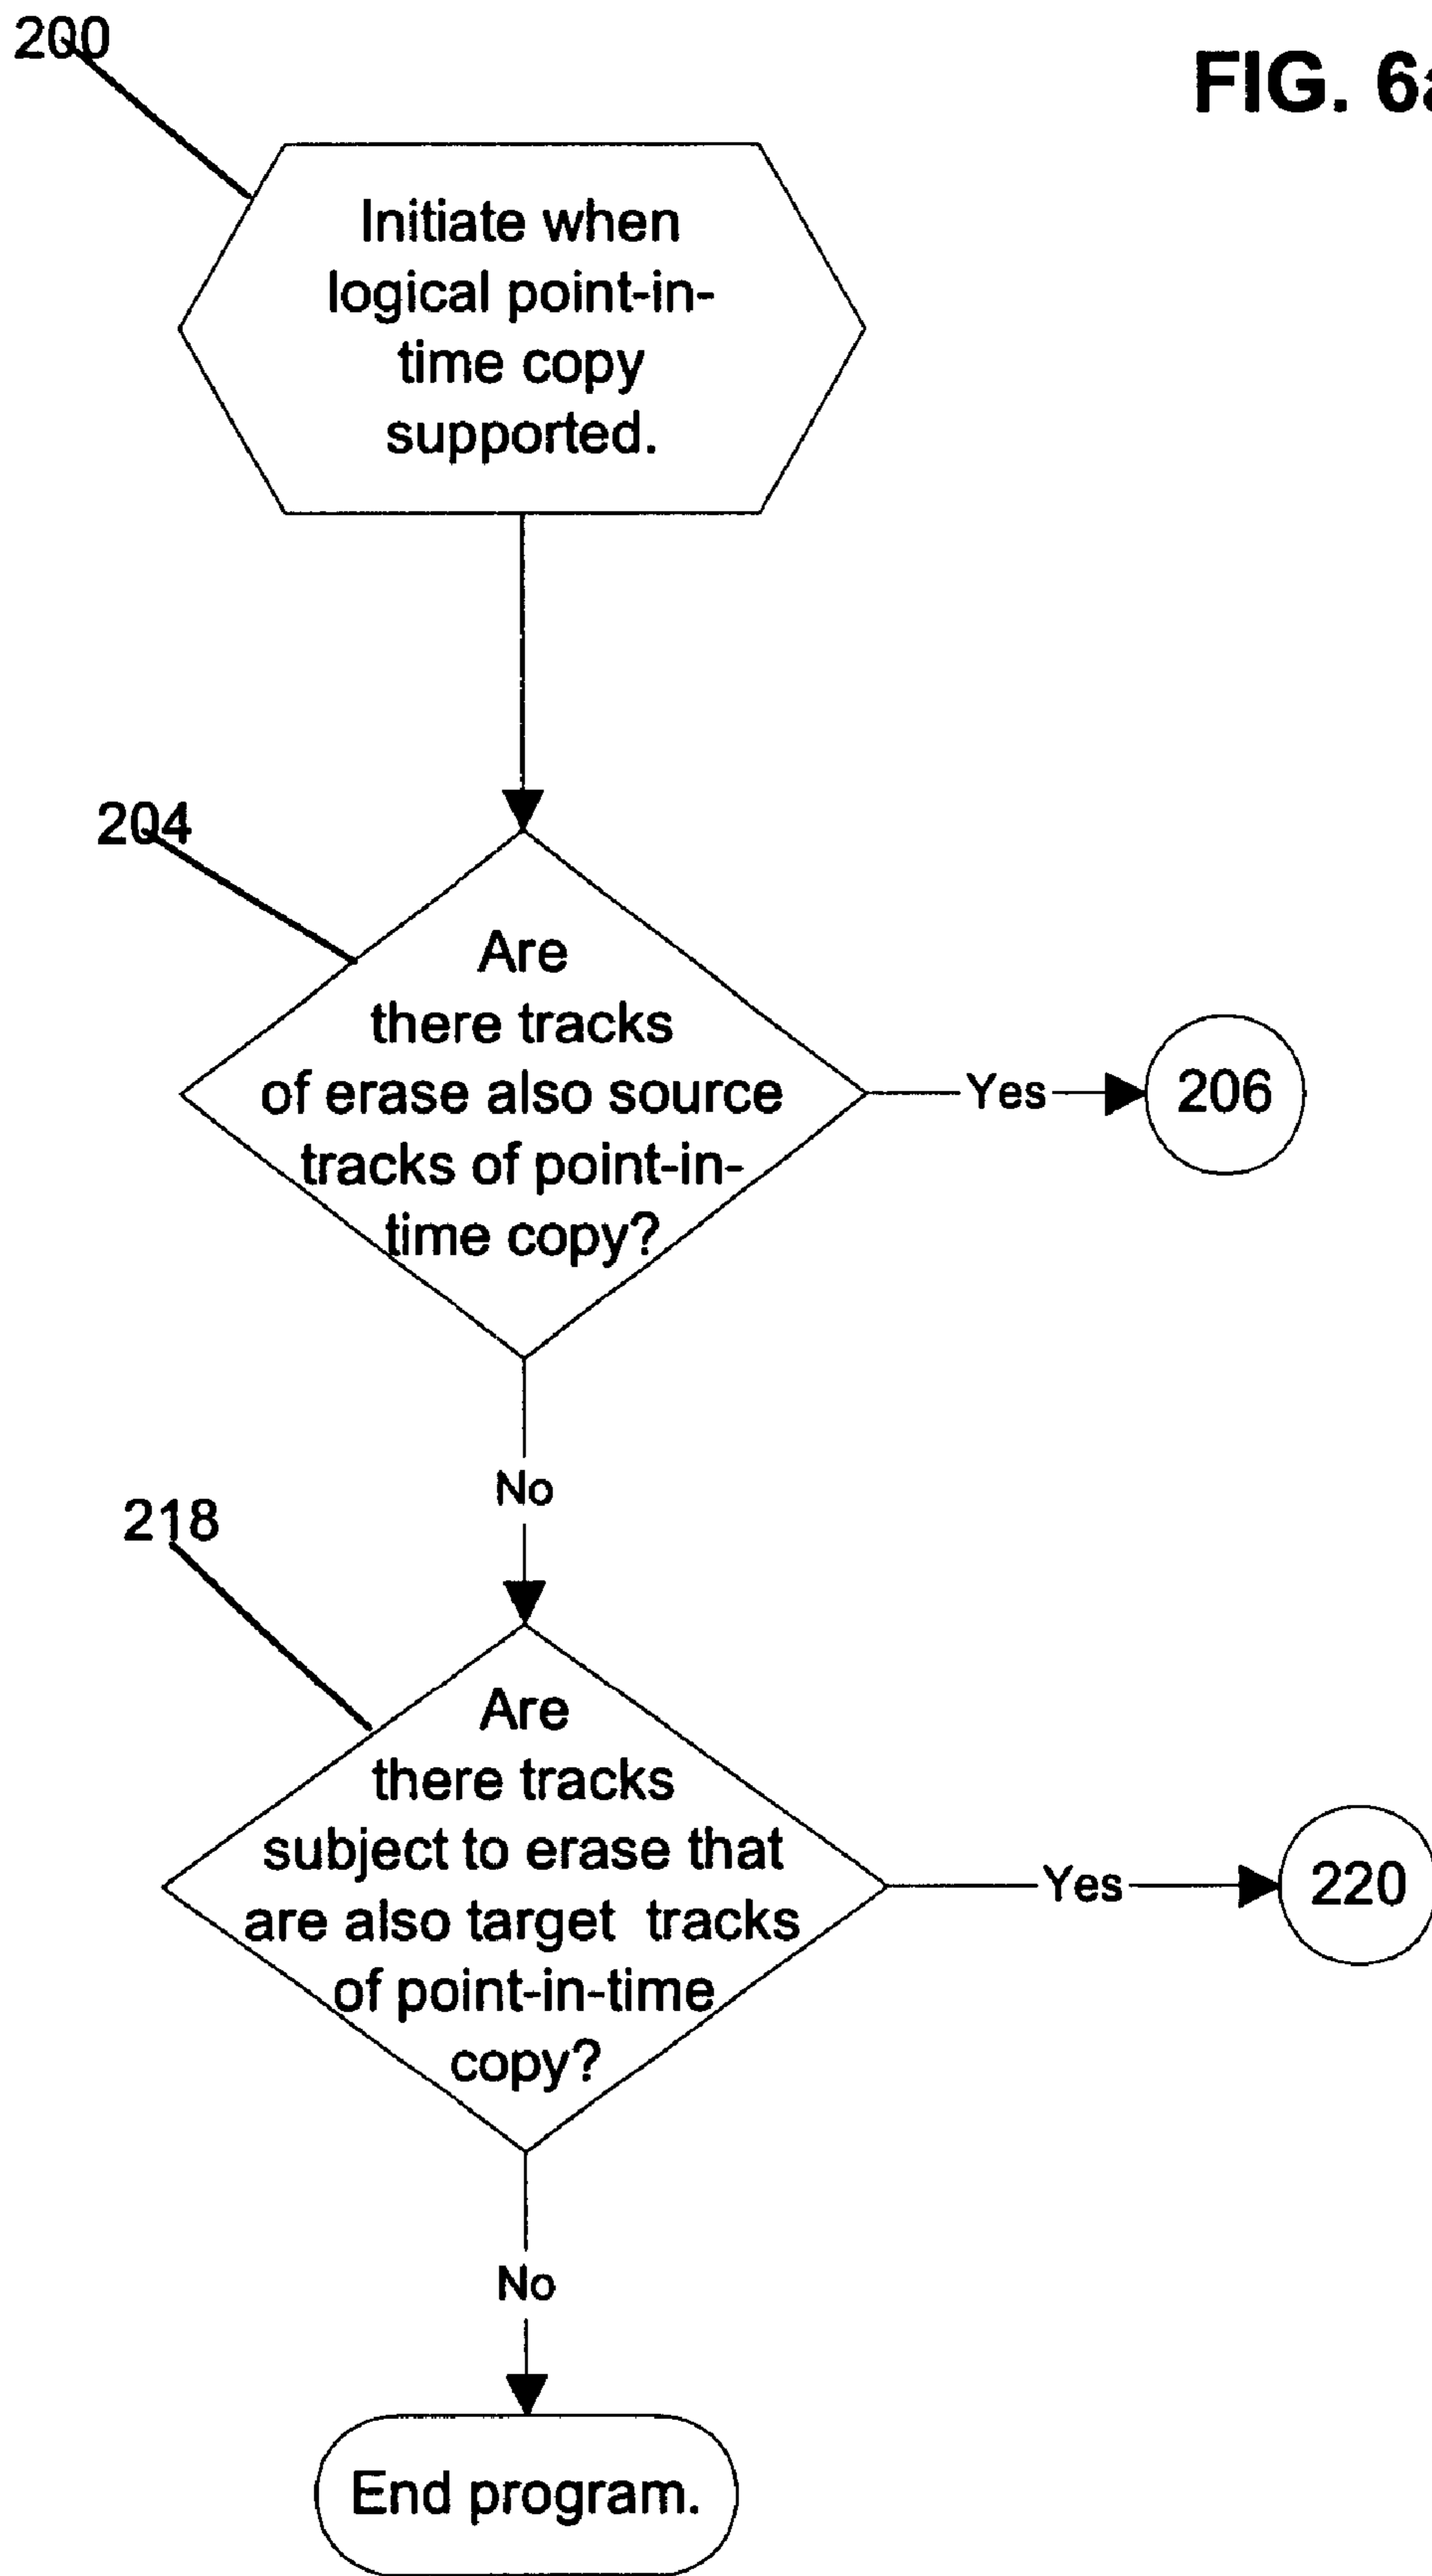 200
FIG. 6a
Initiate when
logical point-in-
time copy
supported.
204
Are
there tracks
of erase also source
tracks of point-in-
time copy?
Yes
206
No
218
Are
there tracks
subject to erase that
are also target tracks
of point-in-time
copy?
Yes
220
No
End program.